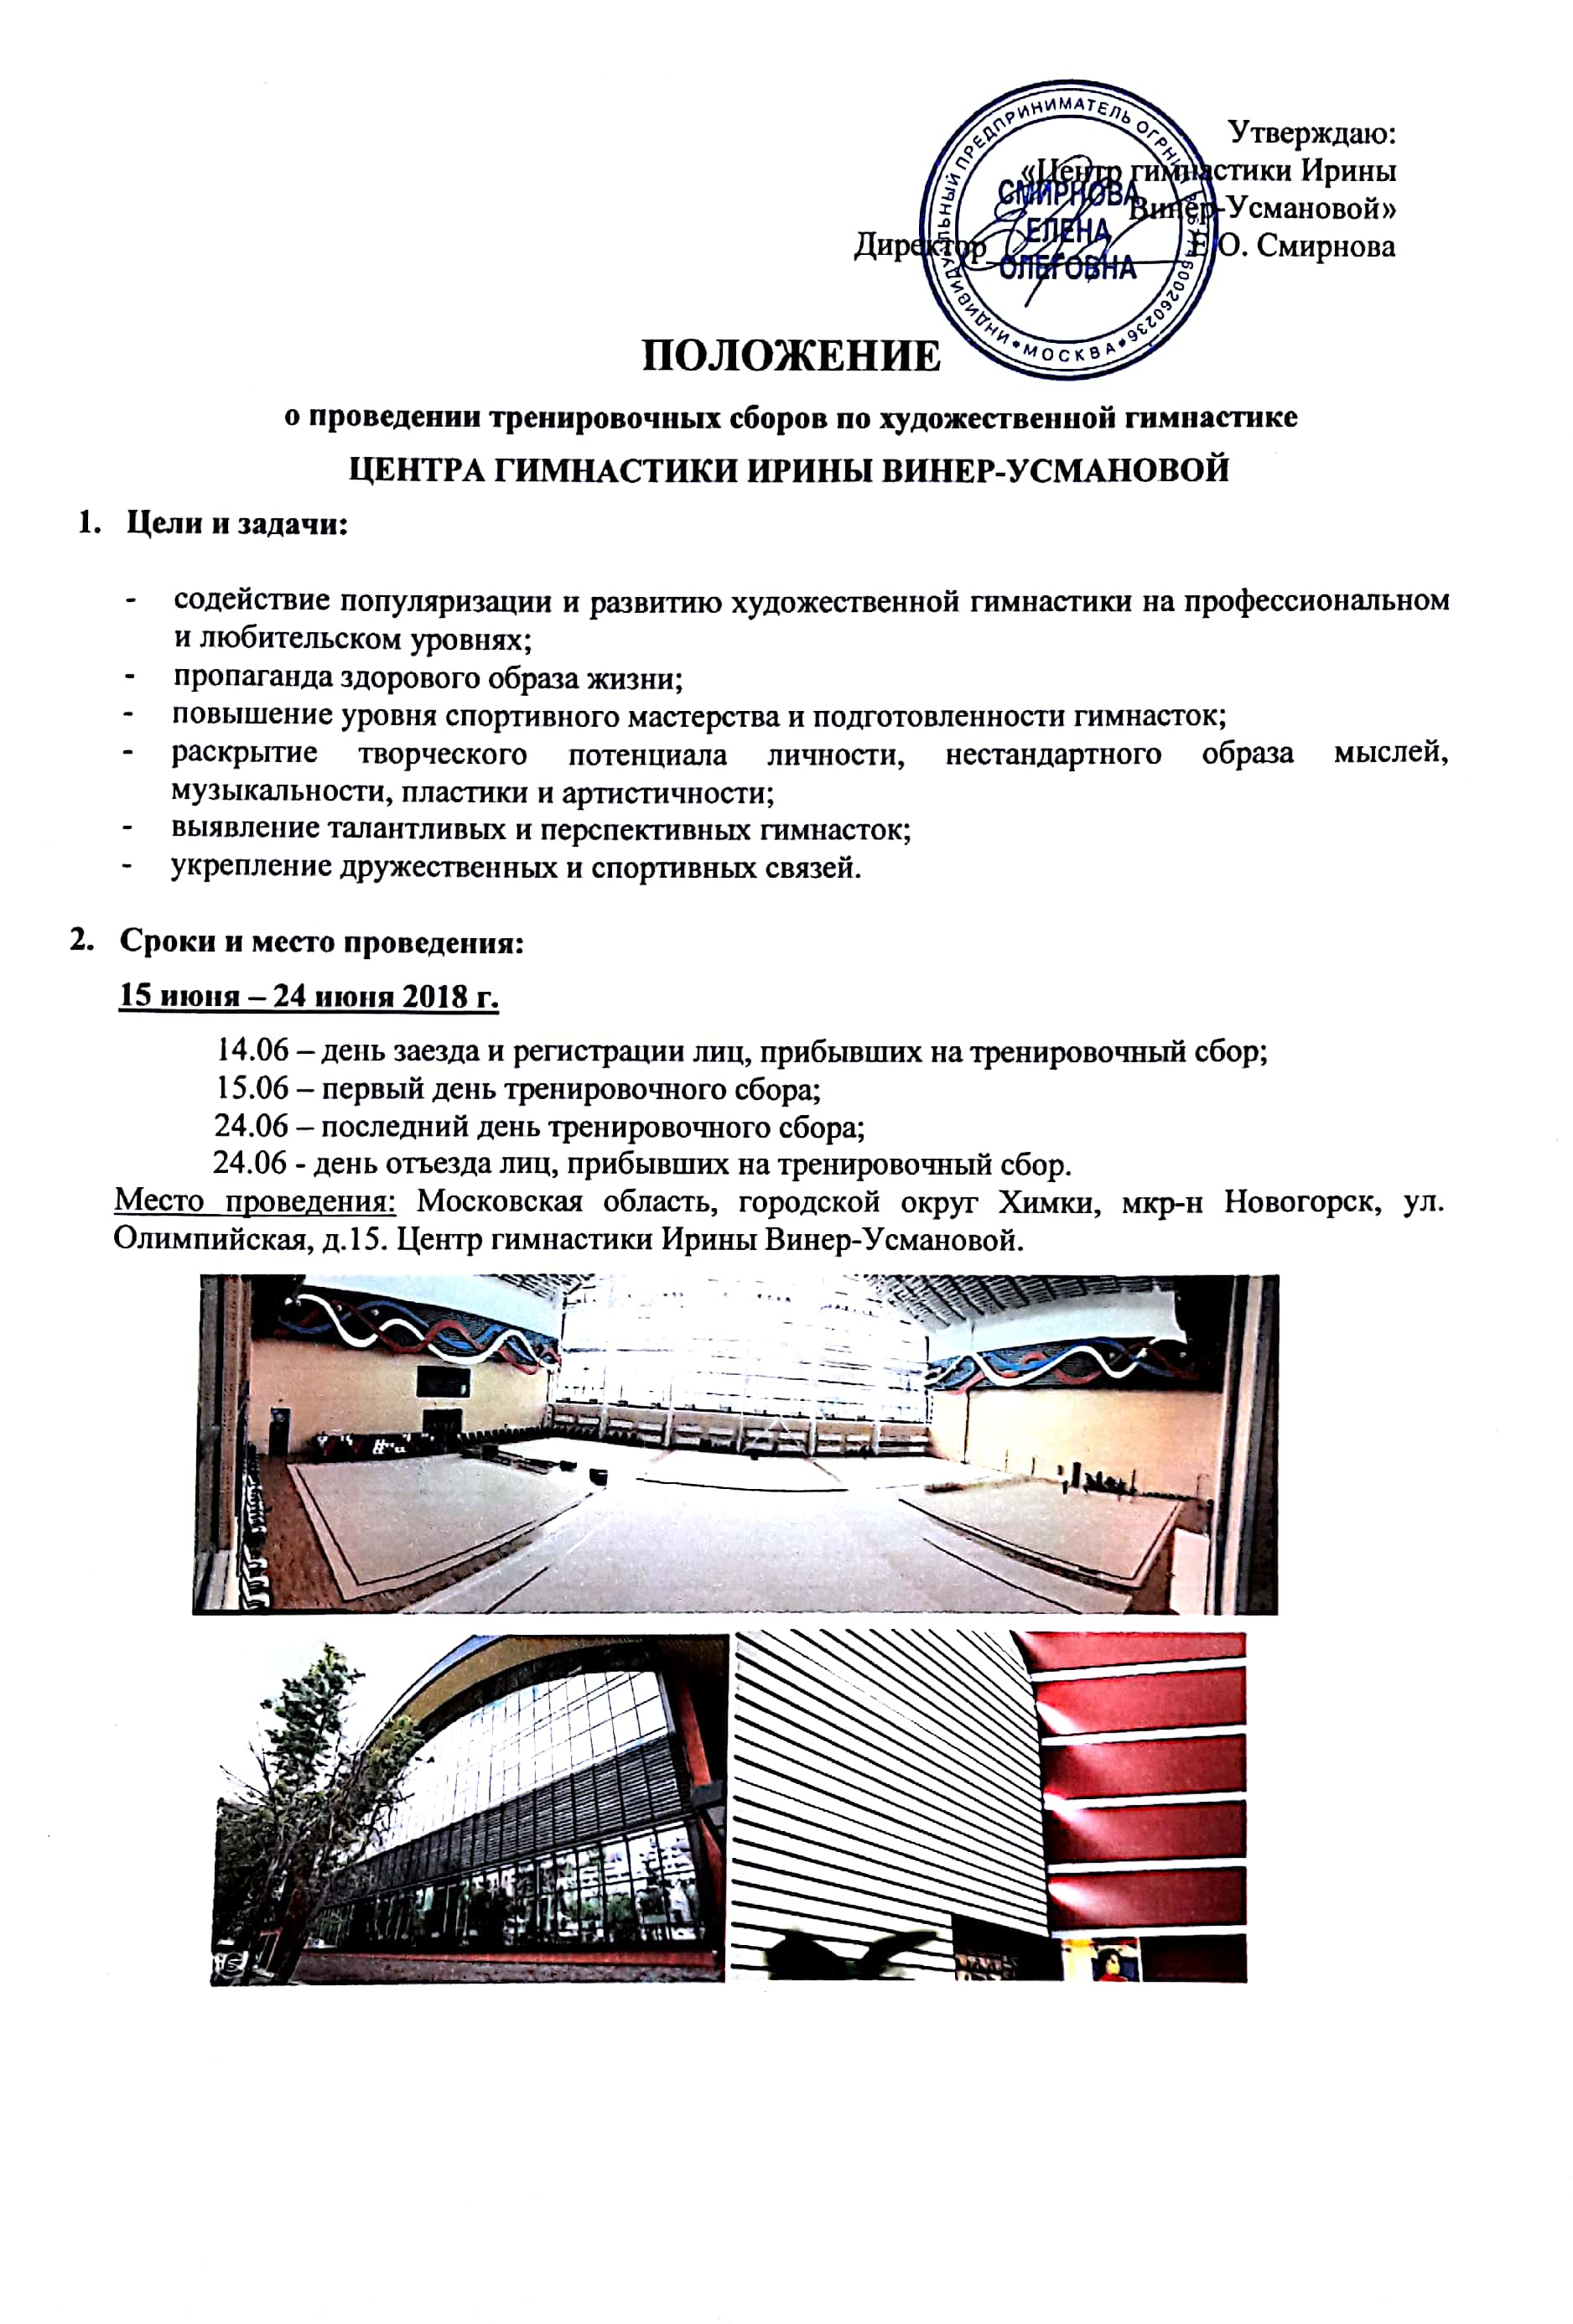 Утверждаю:
«Центр гимнастики Ирины
Винер-Усмановой»
Директор О. Смирнова
ИНДИВИДУАЛЬНЫЙ ПРЕДПРИНИМАТЕЛЬ ОГРНИП
МОСКВА
СМИРНОВА
ЕЛЕНА
ОЛЕГОВНА
ПОЛОЖЕНИЕ
о проведении тренировочных сборов по художественной гимнастике
ЦЕНТРА ГИМНАСТИКИ ИРИНЫ ВИНЕР-УСМАНОВОЙ
1. Цели и задачи:
- содействие популяризации и развитию художественной гимнастики на профессиональном
и любительском уровнях;
- пропаганда здорового образа жизни;
- повышение уровня спортивного мастерства и подготовленности гимнасток;
- раскрытие творческого потенциала личности, нестандартного образа мыслей,
музыкальности, пластики и артистичности;
- выявление талантливых и перспективных гимнасток;
- укрепление дружественных и спортивных связей.
2. Сроки и место проведения:
15 июня – 24 июня 2018 г.
14.06 – день заезда и регистрации лиц, прибывших на тренировочный сбор;
15.06 – первый день тренировочного сбора;
24.06 – последний день тренировочного сбора;
24.06 - день отъезда лиц, прибывших на тренировочный сбор.
Место проведения: Московская область, городской округ Химки, мкр-н Новогорск, ул.
Олимпийская, д.15. Центр гимнастики Ирины Винер-Усмановой.